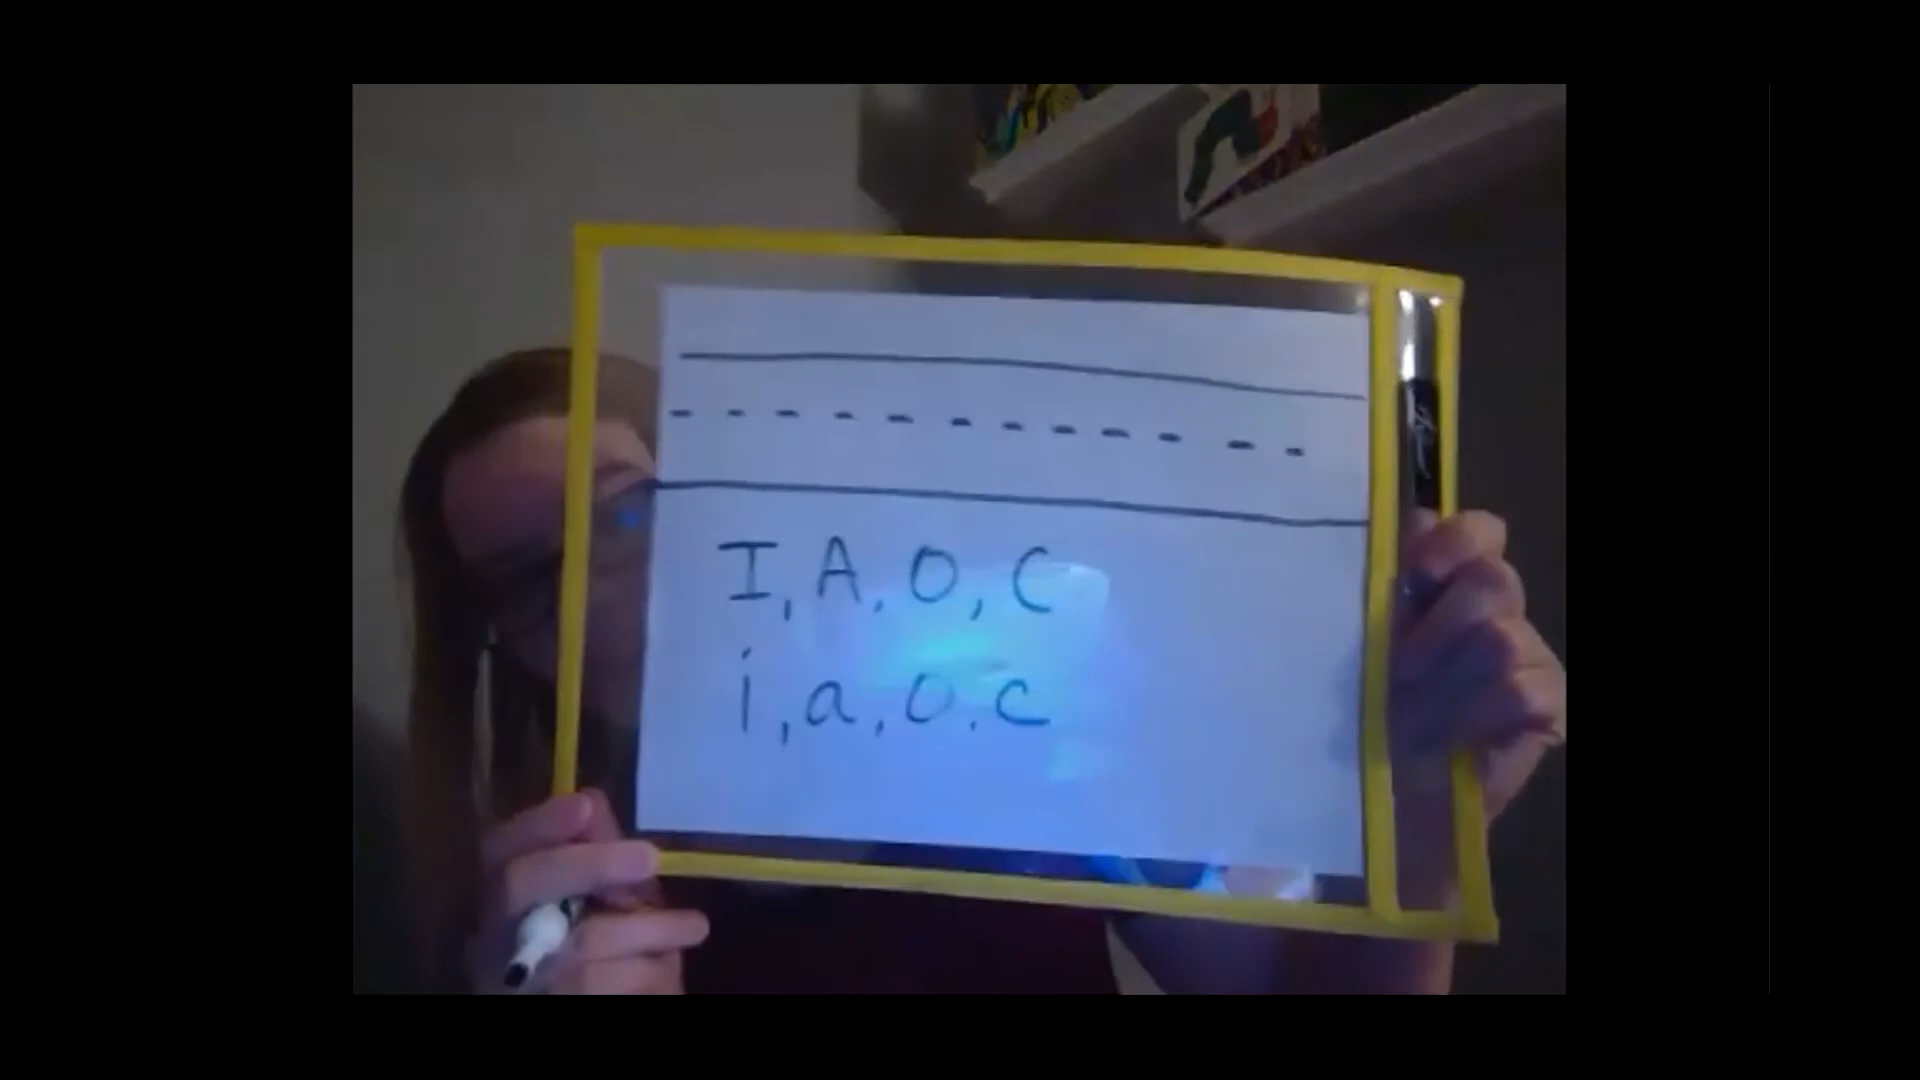 I, A, O, C
i, a, o, c